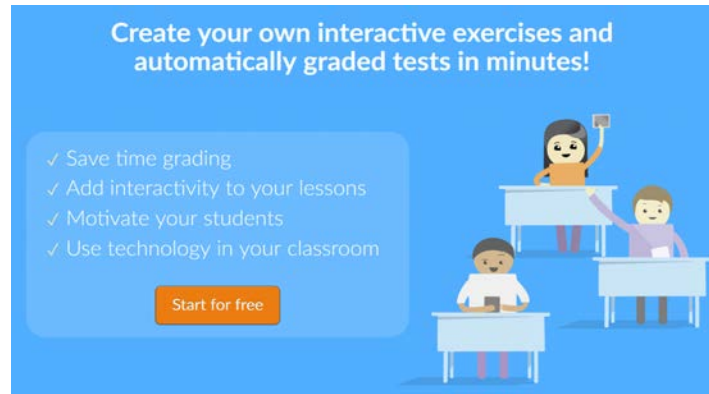 Create your own interactive exercises and
automatically graded tests in minutes!
✓ Save time grading
✓ Add interactivity to your lessons
✓ Motivate your students
✓ Use technology in your classroom
Start for free